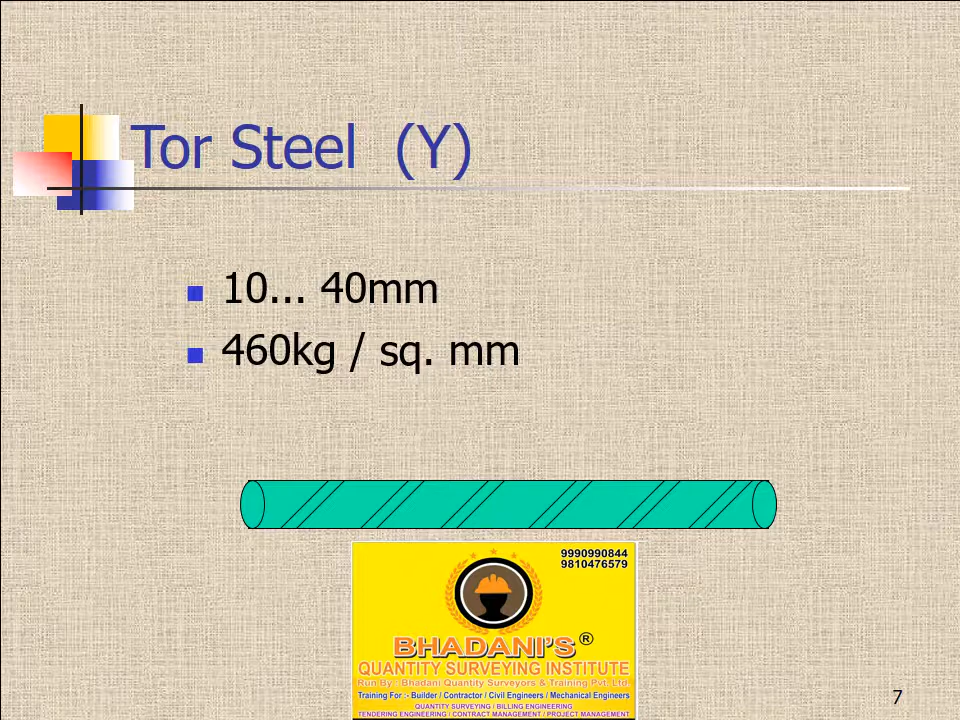 Tor Steel (Y)
10... 40mm
460kg / sq. mm
9990990844
9810476579
BHADANI'S ®
QUANTITY SURVEYING INSTITUTE
Run By:- Bhadani Quantity Surveyors & Training Pvt. Ltd.
Training For :- Builder / Contractor / Civil Engineers / Mechanical Engineers
QUANTITY SURVEYING / BILLING ENGINEERING
TENDERING ENGINEERING / CONTRACT MANAGEMENT / PROJECT MANAGEMENT
7